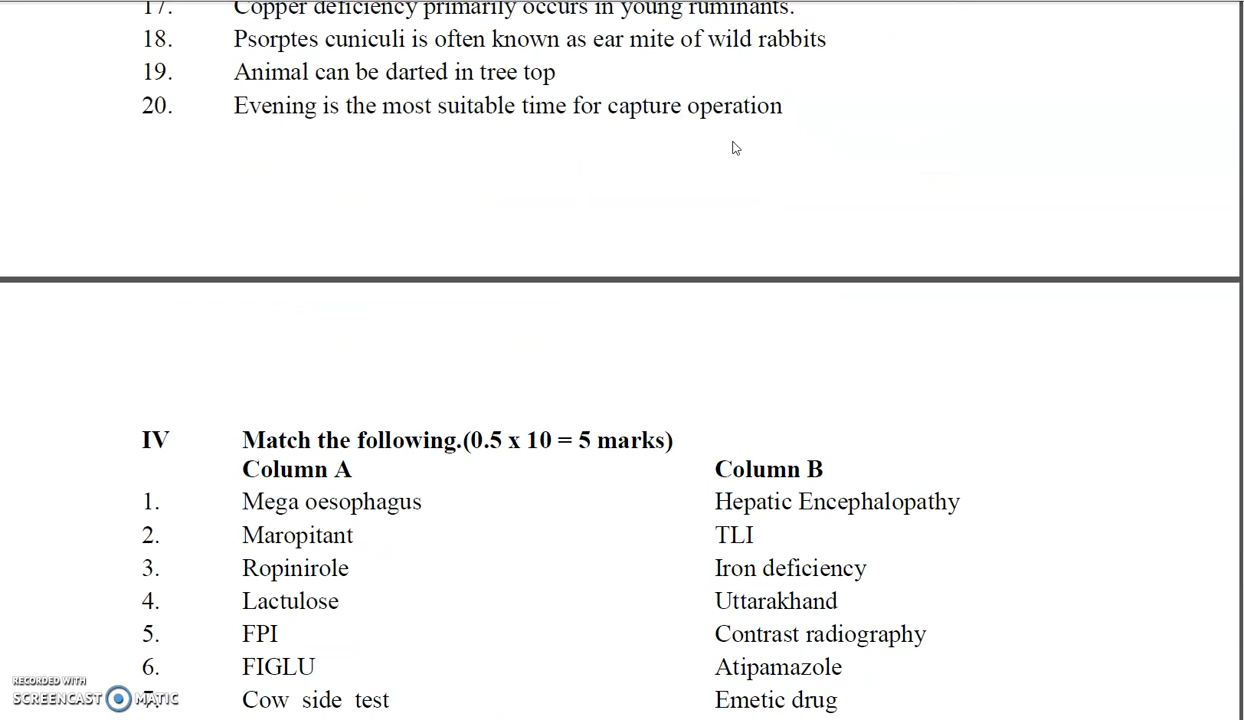 17. Copper deficiency primarily occurs in young ruminants.
18. Psorptes cuniculi is often known as ear mite of wild rabbits
19. Animal can be darted in tree top
20. Evening is the most suitable time for capture operation
IV Match the following.(0.5 x 10 = 5 marks)
Column A Column B
1. Mega oesophagus Hepatic Encephalopathy
2. Maropitant TLI
3. Ropinirole Iron deficiency
4. Lactulose Uttarakhand
5. FPI Contrast radiography
6. FIGLU Atipamazole
7. Cow side test Emetic drug
RECORDED WITH
SCREENCAST MATIC